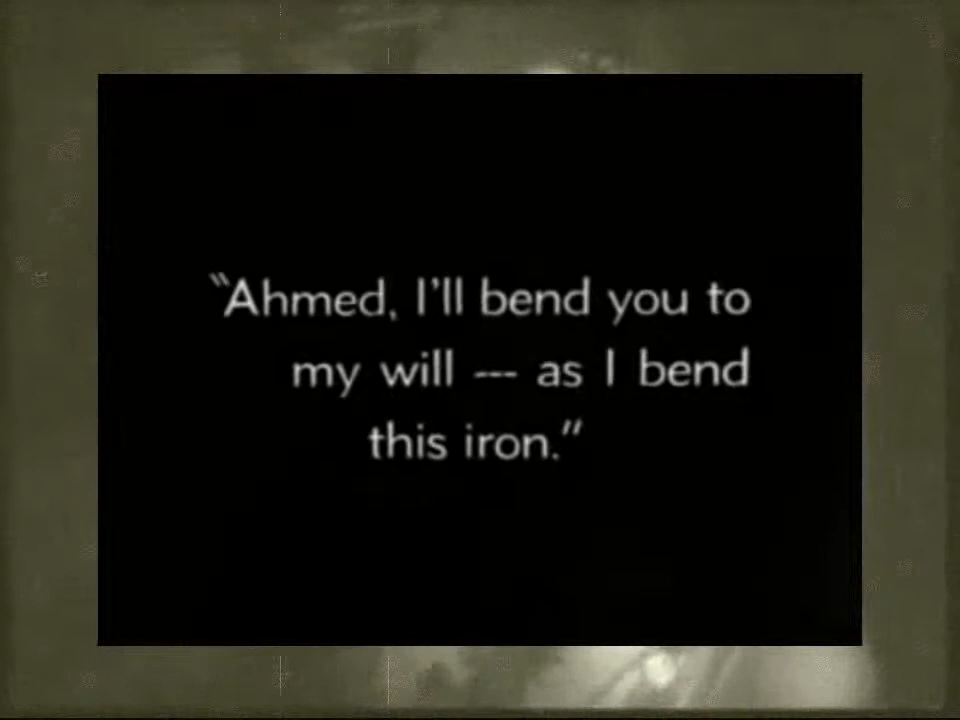 "Ahmed, I'll bend you to
my will --- as I bend
this iron."